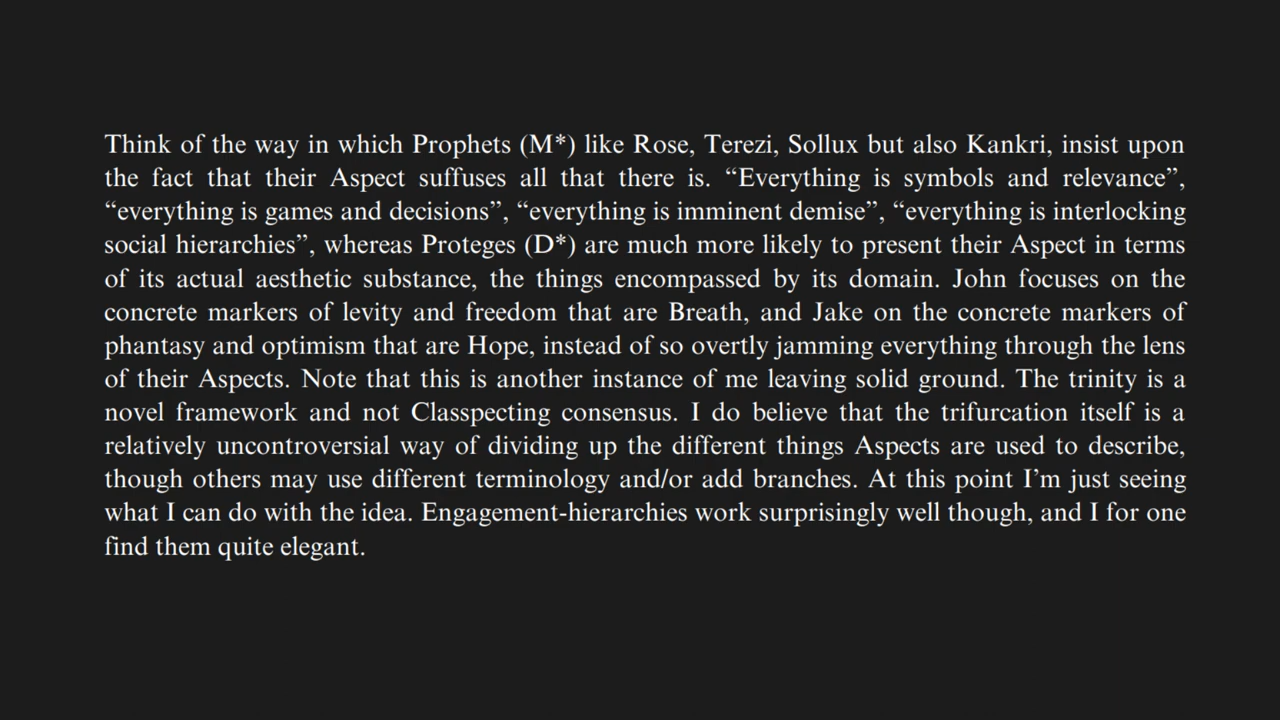 Think of the way in which Prophets (M*) like Rose, Terezi, Sollux but also Kankri, insist upon
the fact that their Aspect suffuses all that there is. “Everything is symbols and relevance”,
“everything is games and decisions”, “everything is imminent demise”, “everything is interlocking
social hierarchies”, whereas Proteges (D*) are much more likely to present their Aspect in terms
of its actual aesthetic substance, the things encompassed by its domain. John focuses on the
concrete markers of levity and freedom that are Breath, and Jake on the concrete markers of
phantasy and optimism that are Hope, instead of so overtly jamming everything through the lens
of their Aspects. Note that this is another instance of me leaving solid ground. The trinity is a
novel framework and not Classpecting consensus. I do believe that the trifurcation itself is a
relatively uncontroversial way of dividing up the different things Aspects are used to describe,
though others may use different terminology and/or add branches. At this point I’m just seeing
what I can do with the idea. Engagement-hierarchies work surprisingly well though, and I for one
find them quite elegant.